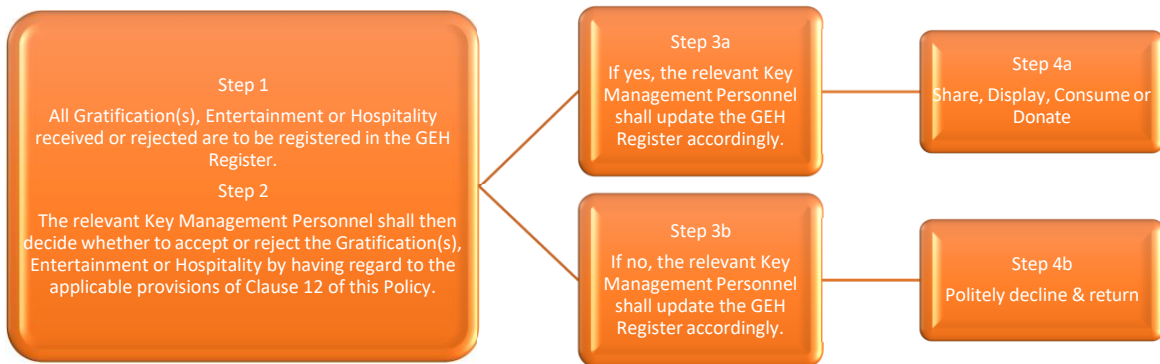 Step 1
All Gratification(s), Entertainment or Hospitality
received or rejected are to be registered in the GEH
Register.
Step 2
The relevant Key Management Personnel shall then
decide whether to accept or reject the Gratification(s),
Entertainment or Hospitality by having regard to the
applicable provisions of Clause 12 of this Policy.
Step 3a
If yes, the relevant Key
Management Personnel
shall update the GEH
Register accordingly.
Step 4a
Share, Display, Consume or
Donate
Step 3b
If no, the relevant Key
Management Personnel
shall update the GEH
Register accordingly.
Step 4b
Politely decline & return